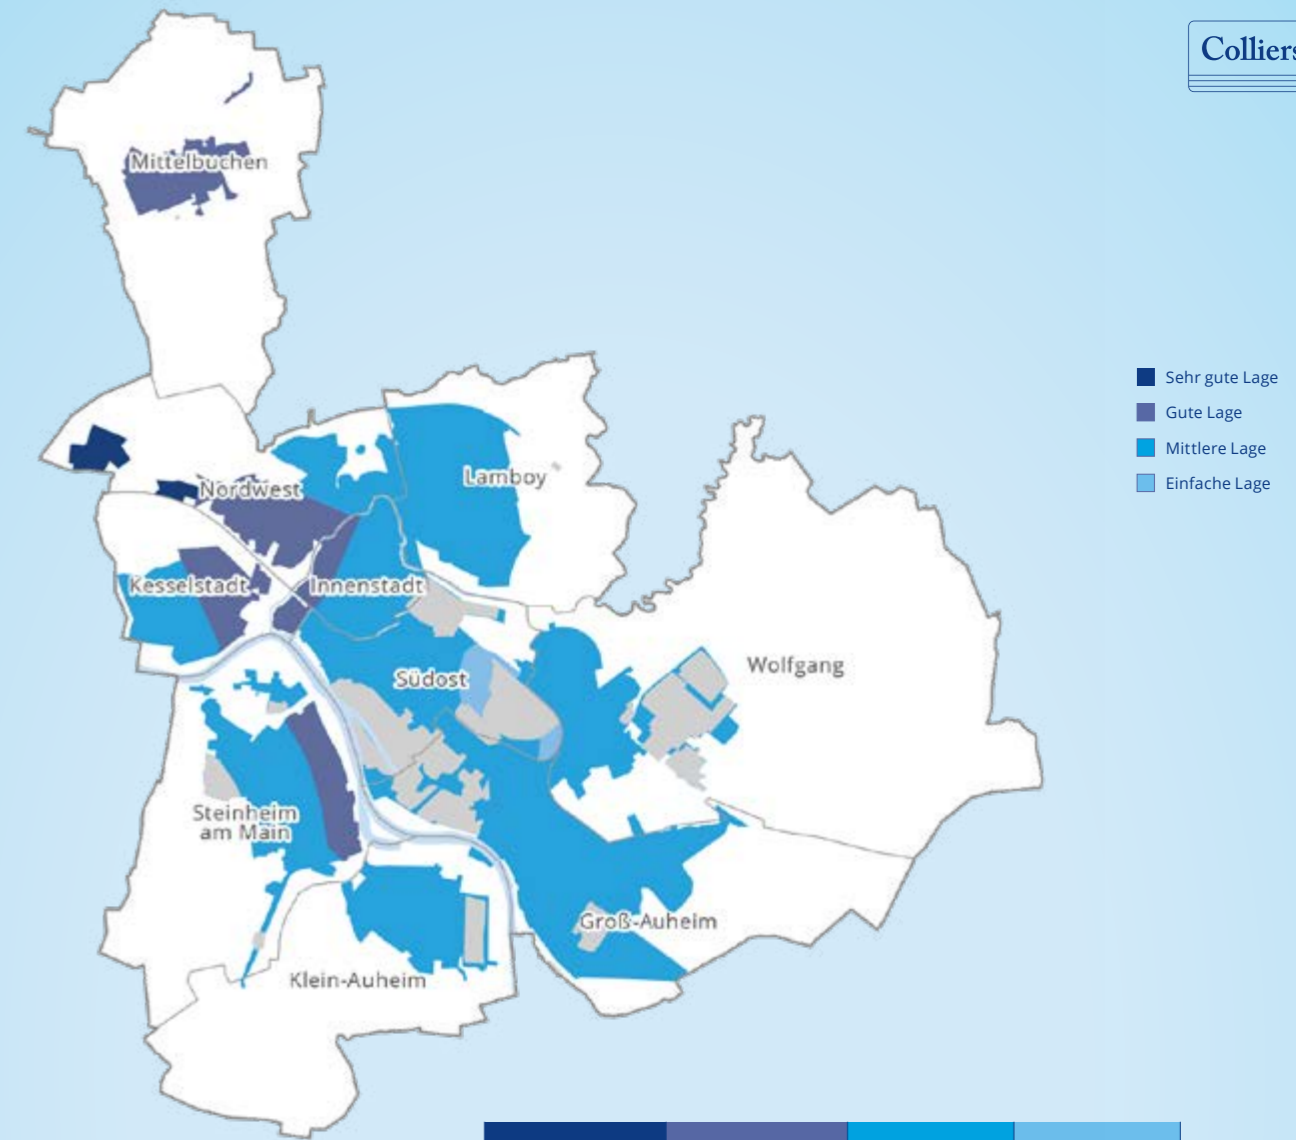 Colliers
Mittelbuchen
Sehr gute Lage
Gute Lage
Mittlere Lage
Einfache Lage
Lamboy
Nordwest
Kesselstadt
Innenstadt
Wolfgang
Südost
Steinheim
am Main
Groß-Auheim
Klein-Auheim